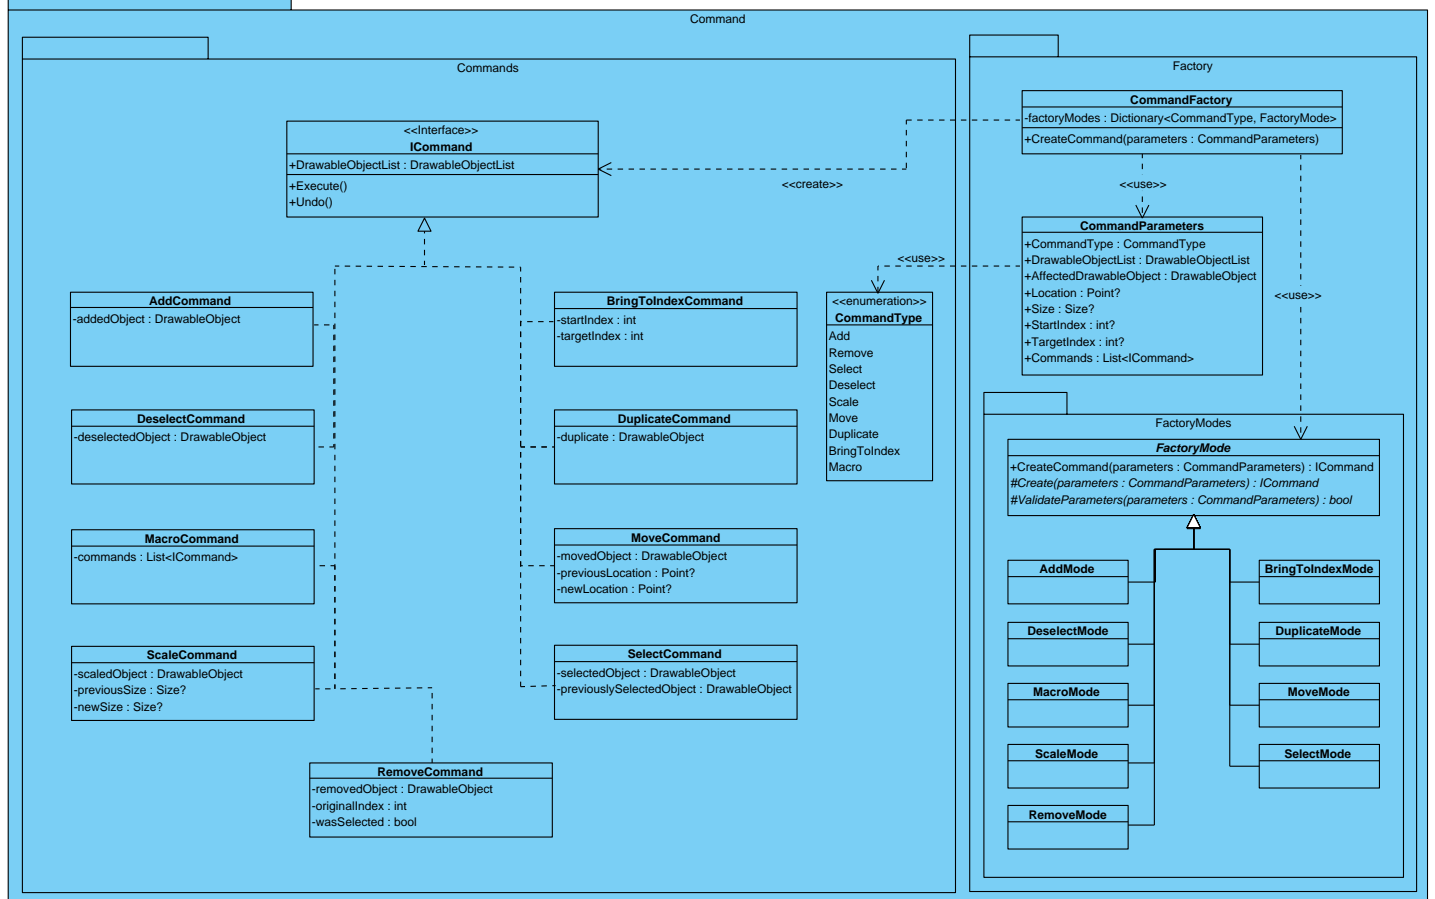 Command
Commands
<<Interface>>
ICommand
+DrawableObjectList : DrawableObjectList
+Execute()
+Undo()
<<create>>
AddCommand
-addedObject : DrawableObject
BringToIndexCommand
-startIndex : int
-targetIndex : int
DeselectCommand
-deselectedObject : DrawableObject
DuplicateCommand
-duplicate : DrawableObject
MacroCommand
-commands : List<ICommand>
MoveCommand
-movedObject : DrawableObject
-previousLocation : Point?
-newLocation : Point?
ScaleCommand
-scaledObject : DrawableObject
-previousSize : Size?
-newSize : Size?
SelectCommand
-selectedObject : DrawableObject
-previouslySelectedObject : DrawableObject
RemoveCommand
-removedObject : DrawableObject
-originalIndex : int
-wasSelected : bool
<<use>>
<<enumeration>>
CommandType
Add
Remove
Select
Deselect
Scale
Move
Duplicate
BringToIndex
Macro
Factory
CommandFactory
-factoryModes : Dictionary<CommandType, FactoryMode>
+CreateCommand(parameters : CommandParameters)
<<use>>
<<use>>
CommandParameters
+CommandType : CommandType
+DrawableObjectList : DrawableObjectList
+AffectedDrawableObject : DrawableObject
+Location : Point?
+Size : Size?
+StartIndex : int?
+TargetIndex : int?
+Commands : List<ICommand>
FactoryModes
FactoryMode
+CreateCommand(parameters : CommandParameters) : ICommand
#Create(parameters : CommandParameters) : ICommand
#ValidateParameters(parameters : CommandParameters) : bool
AddMode
BringToIndexMode
DeselectMode
DuplicateMode
MacroMode
MoveMode
ScaleMode
SelectMode
RemoveMode